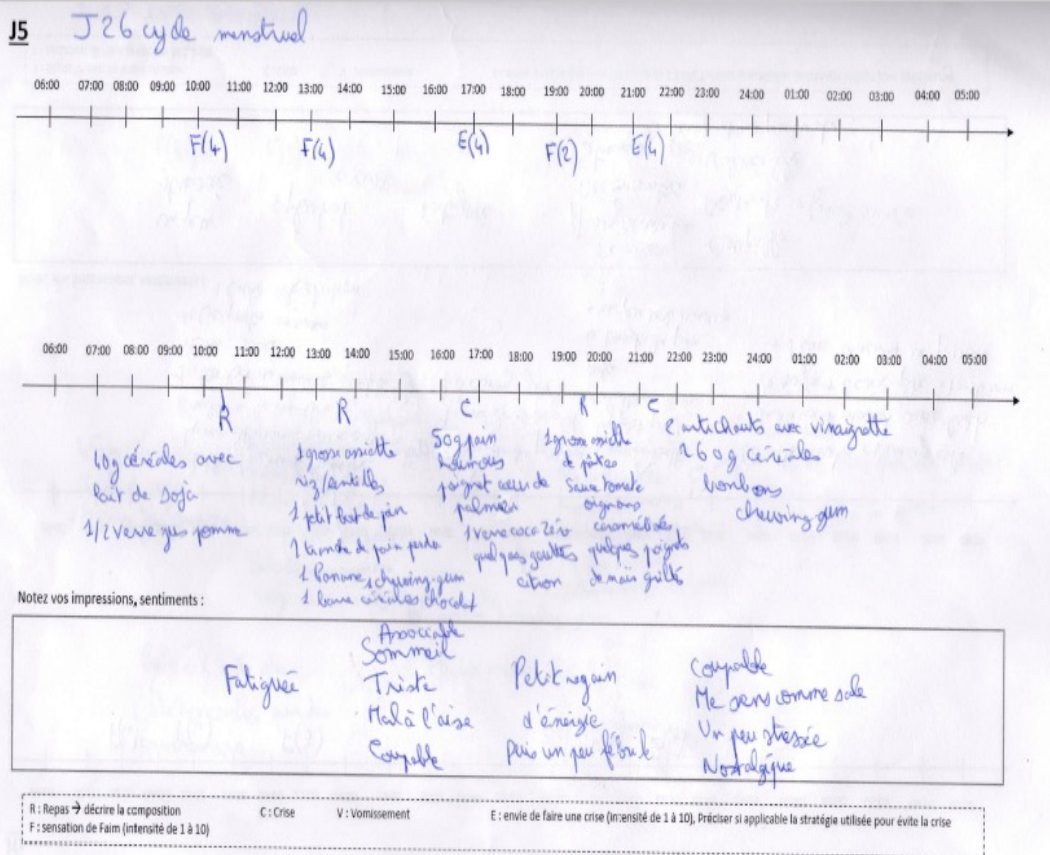 J5 J26 cycle menstruel
06:00 07:00 08:00 09:00 10:00 11:00 12:00 13:00 14:00 15:00 16:00 17:00 18:00 19:00 20:00 21:00 22:00 23:00 24:00 01:00 02:00 03:00 04:00 05:00
F(4) F(4) E(4) F(2) E(4)
06:00 07:00 08:00 09:00 10:00 11:00 12:00 13:00 14:00 15:00 16:00 17:00 18:00 19:00 20:00 21:00 22:00 23:00 24:00 01:00 02:00 03:00 04:00 05:00
R R C R C
40g céréales avec
lait de soja
1/2 verre jus pomme
1 grosse assiette
riz/lentilles
1 petit bout de pain
1 tranche de pain
1 banane, chewing-gum
1 barre céréales chocolat
50g pain
houmous
poignet cœur de
palmier
1 verre coca Zéro
quelques gouttes
citron
1 grosse assiette
de pâtes
Sauce tomate
oignons
quelques poignets
de maïs grillé
2 artichauts avec vinaigrette
60g céréales
bonbons
chewing gum
Notez vos impressions, sentiments :
Fatiguée
Sommeil
Triste
Mal à l'aise
Coupable
Petit regain
d'énergie
puis un peu fébrile
Coupable
Me sens comme sale
Un peu stressée
Nostalgique
R : Repas → décrire la composition C : Crise V : Vomissement E : envie de faire une crise (intensité de 1 à 10), Préciser si applicable la stratégie utilisée pour évite la crise
F : sensation de Faim (intensité de 1 à 10)